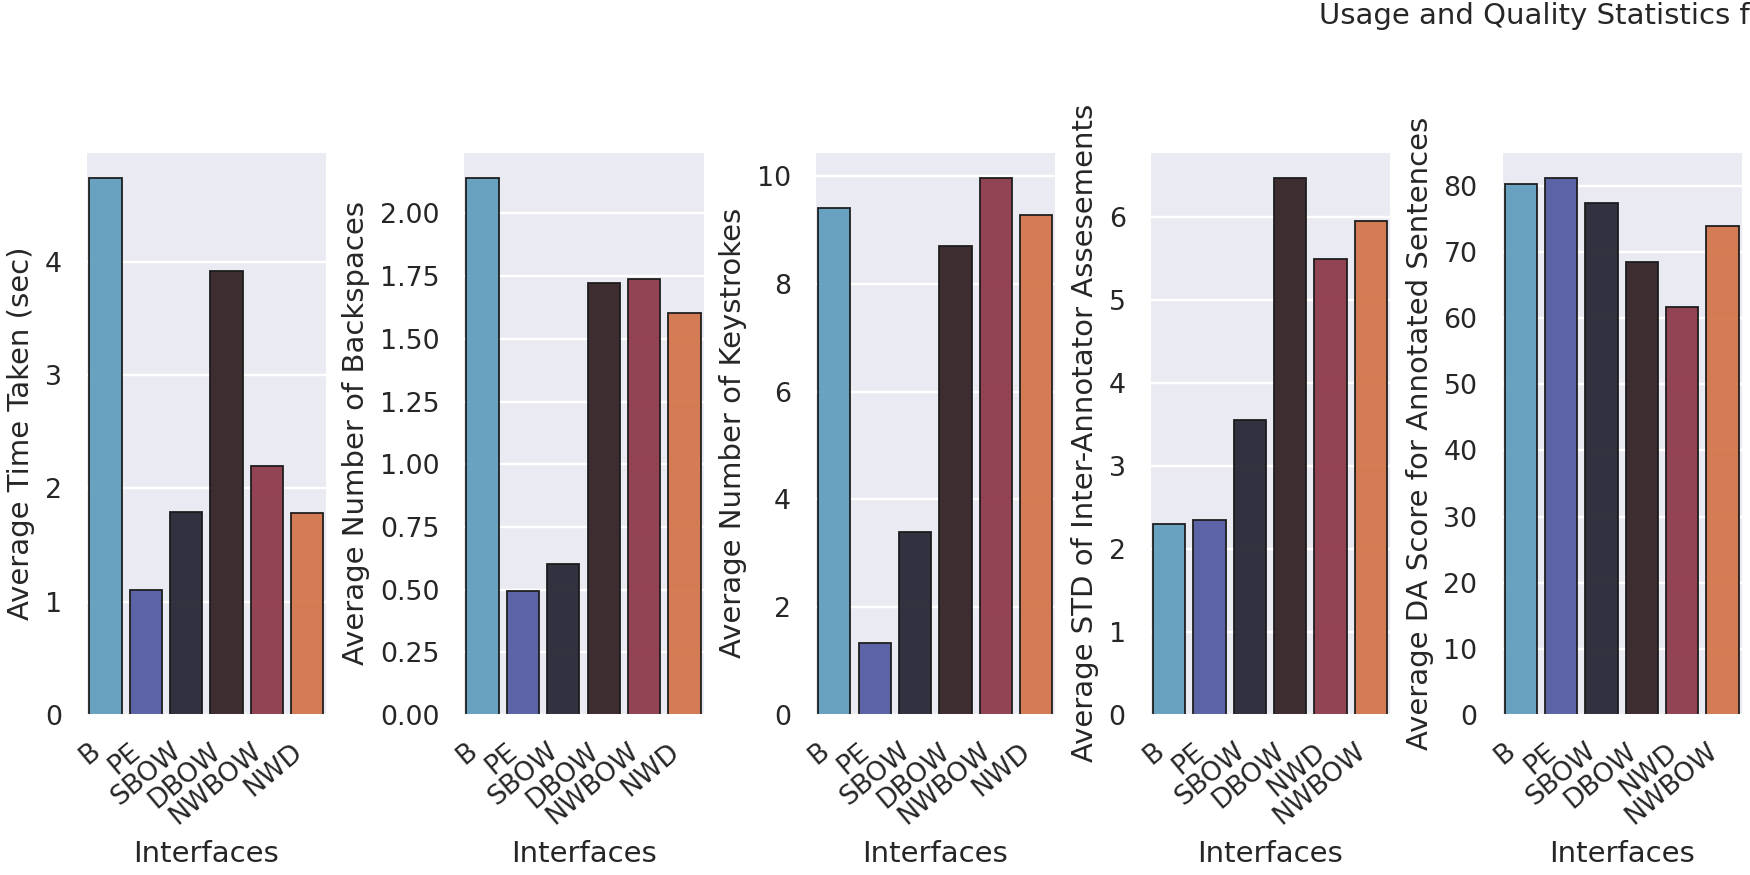 Usage and Quality Statistics f
Average Time Taken (sec)
4
3
2
1
0
B
PE
SBOW
DBOW
NWBOW
NWD
Interfaces
Average Number of Backspaces
2.00
1.75
1.50
1.25
1.00
0.75
0.50
0.25
0.00
B
PE
SBOW
DBOW
NWBOW
NWD
Interfaces
Average Number of Keystrokes
10
8
6
4
2
0
B
PE
SBOW
DBOW
NWBOW
NWD
Interfaces
Average STD of Inter-Annotator Assessements
6
5
4
3
2
1
0
B
PE
SBOW
DBOW
NWD
NWBOW
Interfaces
Average DA Score for Annotated Sentences
80
70
60
50
40
30
20
10
0
B
PE
SBOW
DBOW
NWD
NWBOW
Interfaces